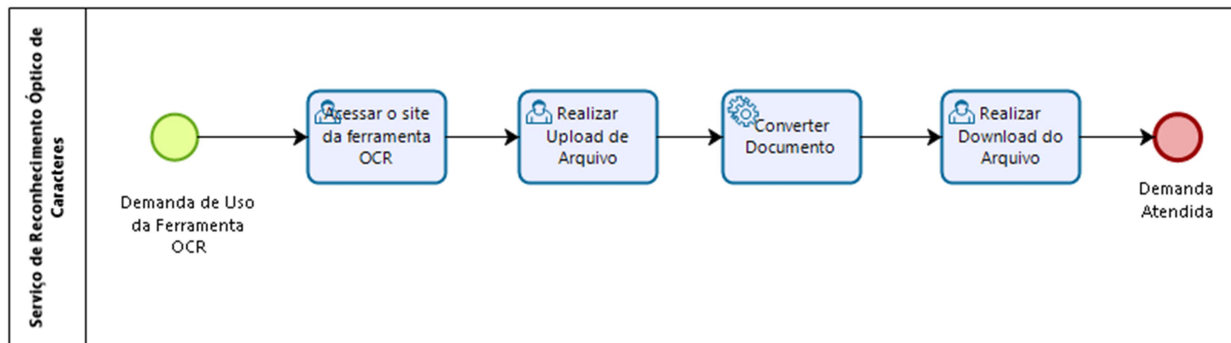 Serviço de Reconhecimento Óptico de
Caracteres
Demanda de Uso
da Ferramenta
OCR
Acessar o site
da ferramenta
OCR
Realizar
Upload de
Arquivo
Converter
Documento
Realizar
Download do
Arquivo
Demanda
Atendida